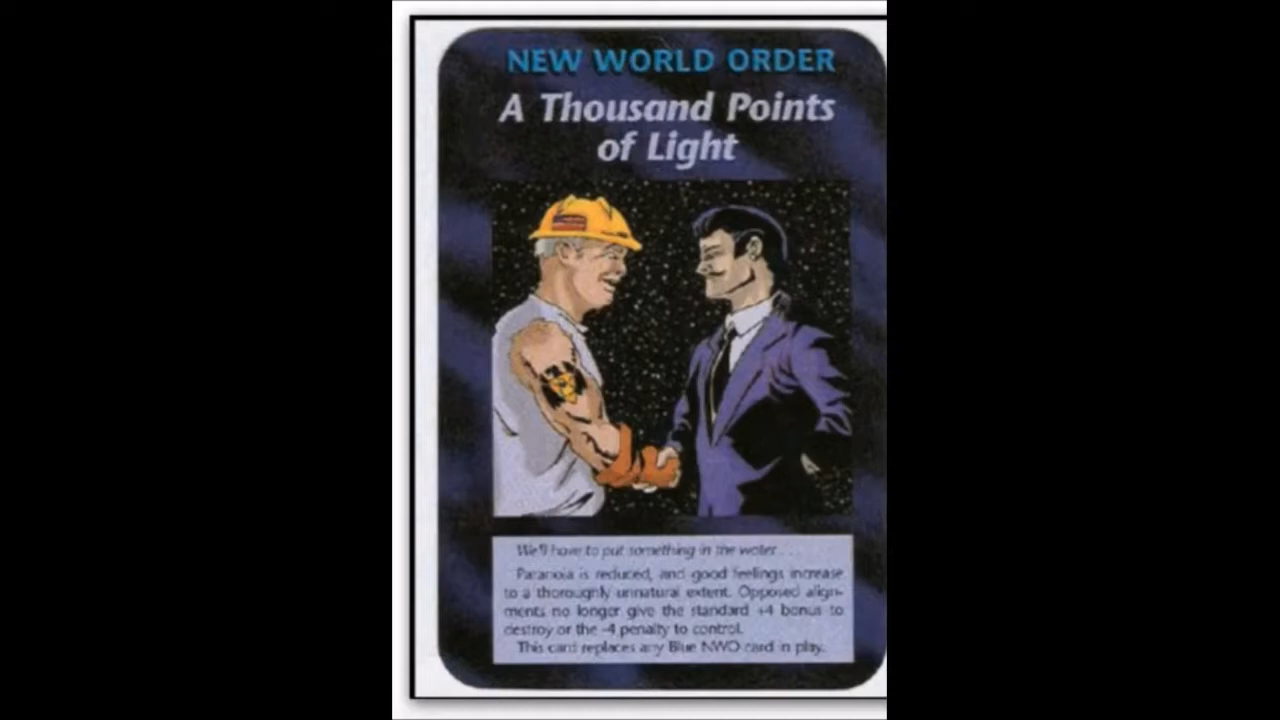 NEW WORLD ORDER
A Thousand Points
of Light
We'll have to put something in the water . . .
Paranoia is reduced, and good feelings increase
to a thoroughly unnatural extent. Opposed align-
ments no longer give the standard +4 bonus to
destroy or the -4 penalty to control.
This card replaces any Blue NWO card in play.